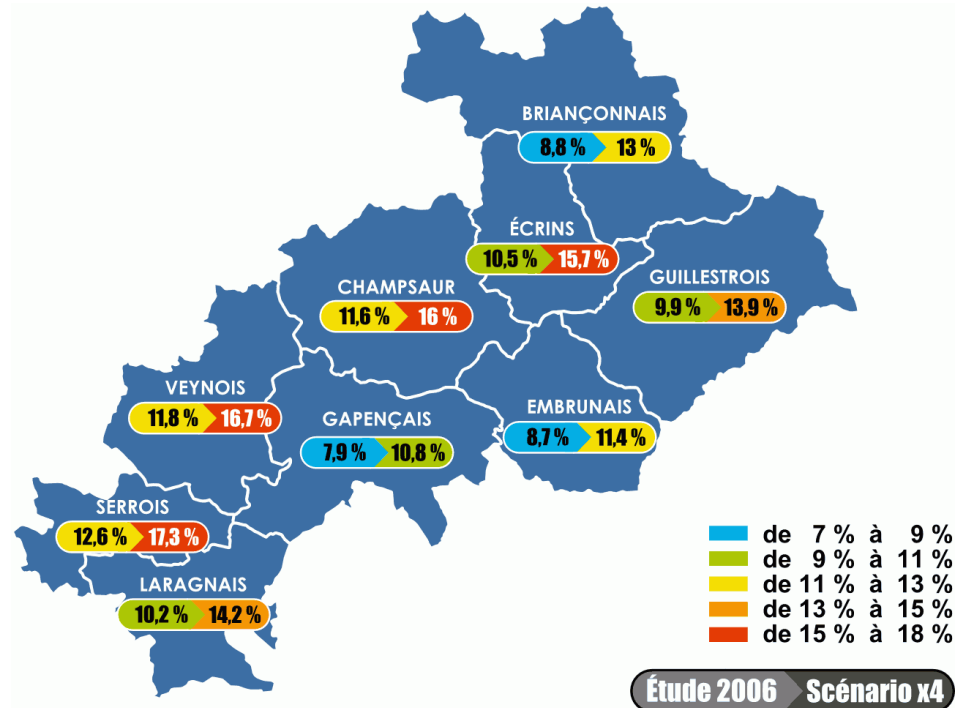 BRIANÇONNAIS
8,8 % 13 %
ÉCRINS
10,5 % 15,7 %
GUILLESTROIS
9,9 % 13,9 %
CHAMPSAUR
11,6 % 16 %
VEYNOIS
11,8 % 16,7 %
GAPENÇAIS
7,9 % 10,8 %
EMBRUNAIS
8,7 % 11,4 %
SERROIS
12,6 % 17,3 %
LARAGNAIS
10,2 % 14,2 %
de 7 % à 9 %
de 9 % à 11 %
de 11 % à 13 %
de 13 % à 15 %
de 15 % à 18 %
Étude 2006 Scénario x4